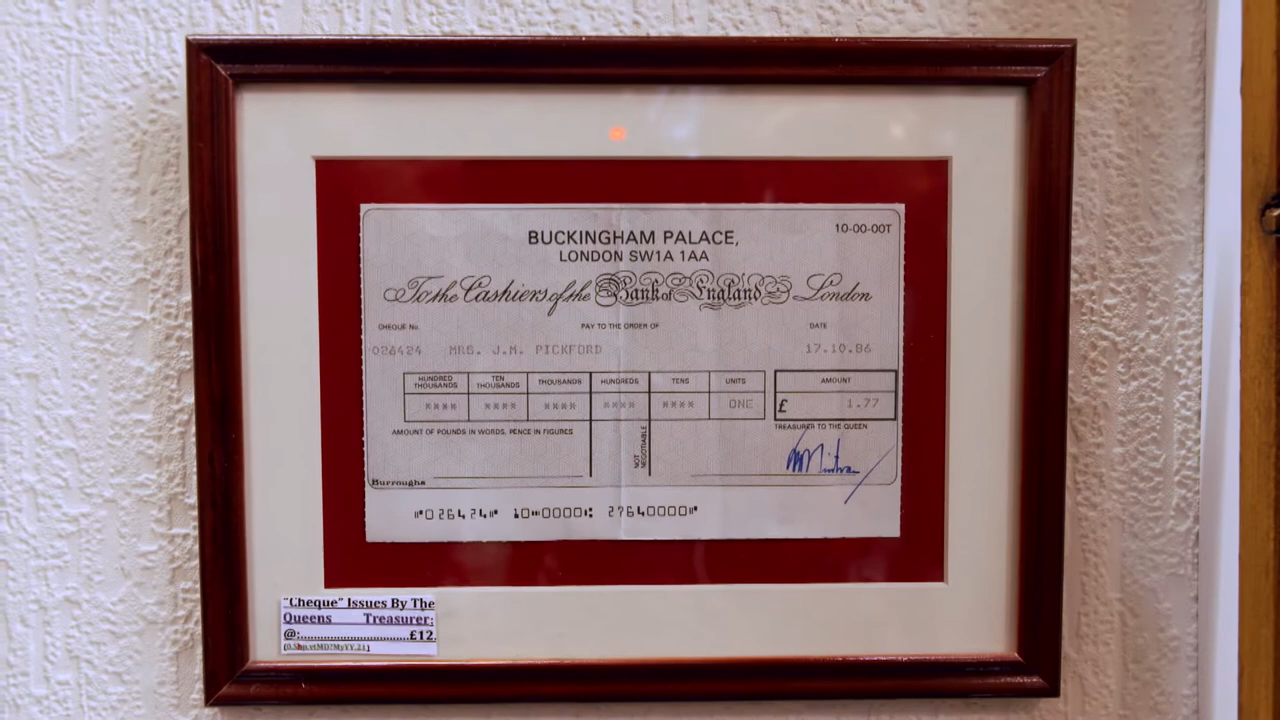 BUCKINGHAM PALACE,
10-00-00T
LONDON SW1A 1AA
To the Cashiers of the Bank of England London
CHEQUE No. PAY TO THE ORDER OF DATE
026424 MRS. J.M. PICKFORD 17.10.86
HUNDRED THOUSANDS TEN THOUSANDS THOUSANDS HUNDREDS TENS UNITS AMOUNT
**** **** **** **** **** ONE £ 1.77
AMOUNT OF POUNDS IN WORDS, PENCE IN FIGURES
NOT NEGOTIABLE
TREASURER TO THE QUEEN
Burroughs
⑈026424⑈ 10⑉0000⑆ 27640000⑈
"Cheque" Issues By The
Queens Treasurer:
@:................................£12.